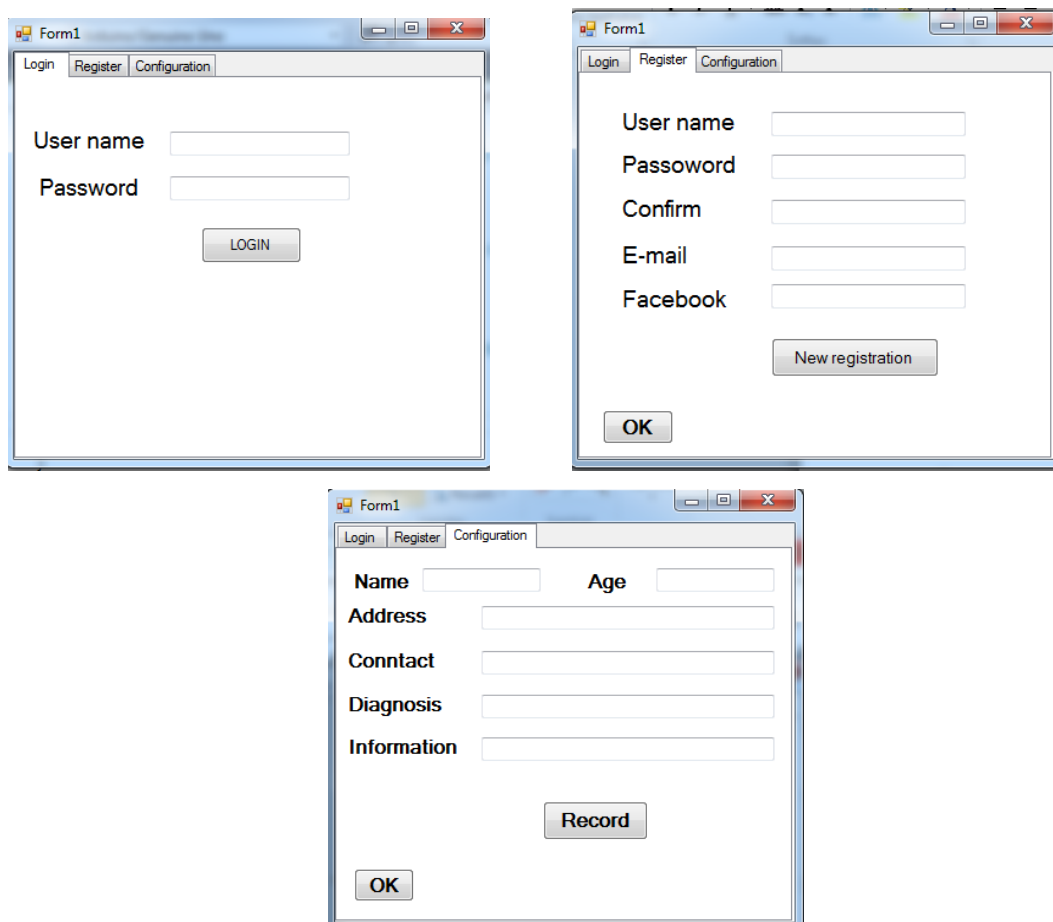 Form1
Login Register Configuration
User name
Password
LOGIN
Form1
Login Register Configuration
User name
Passoword
Confirm
E-mail
Facebook
New registration
OK
Form1
Login Register Configuration
Name Age
Address
Conntact
Diagnosis
Information
Record
OK